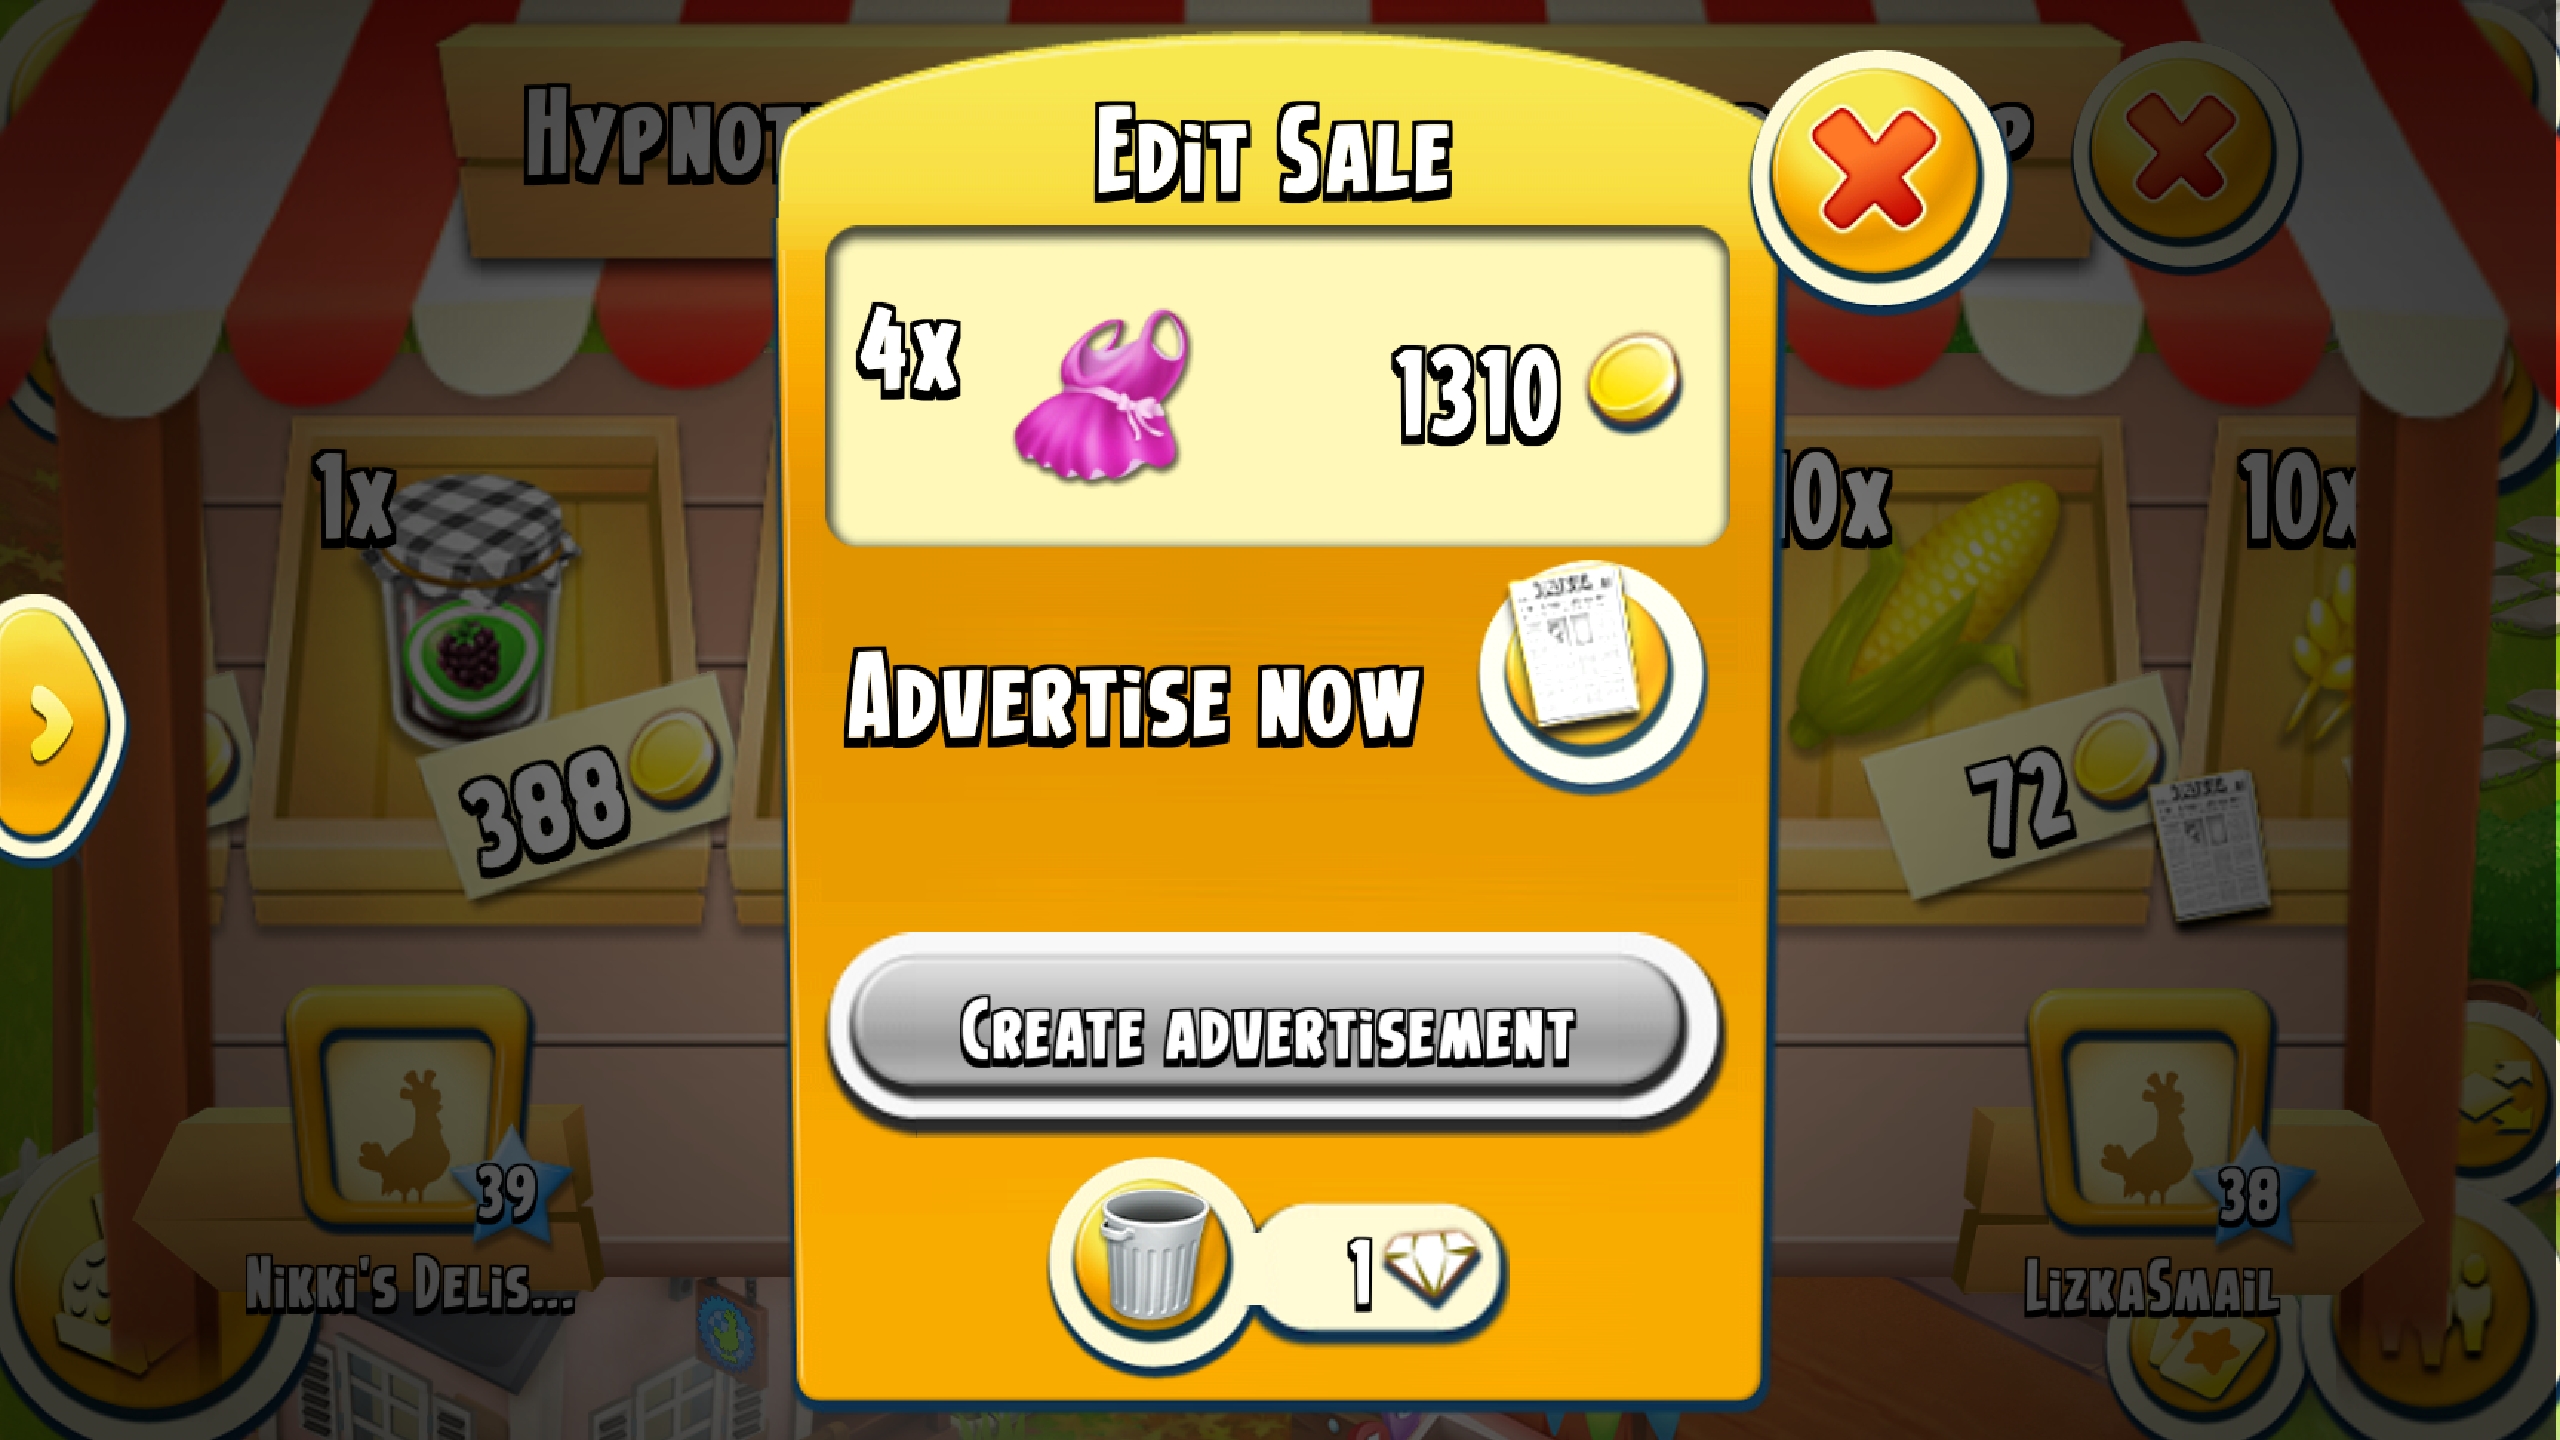 Hypnot
Edit Sale
4x
1310
1x
388
10x
72
10x
Advertise now
Create advertisement
1
39
Nikki's Delis...
38
LizkaSmail